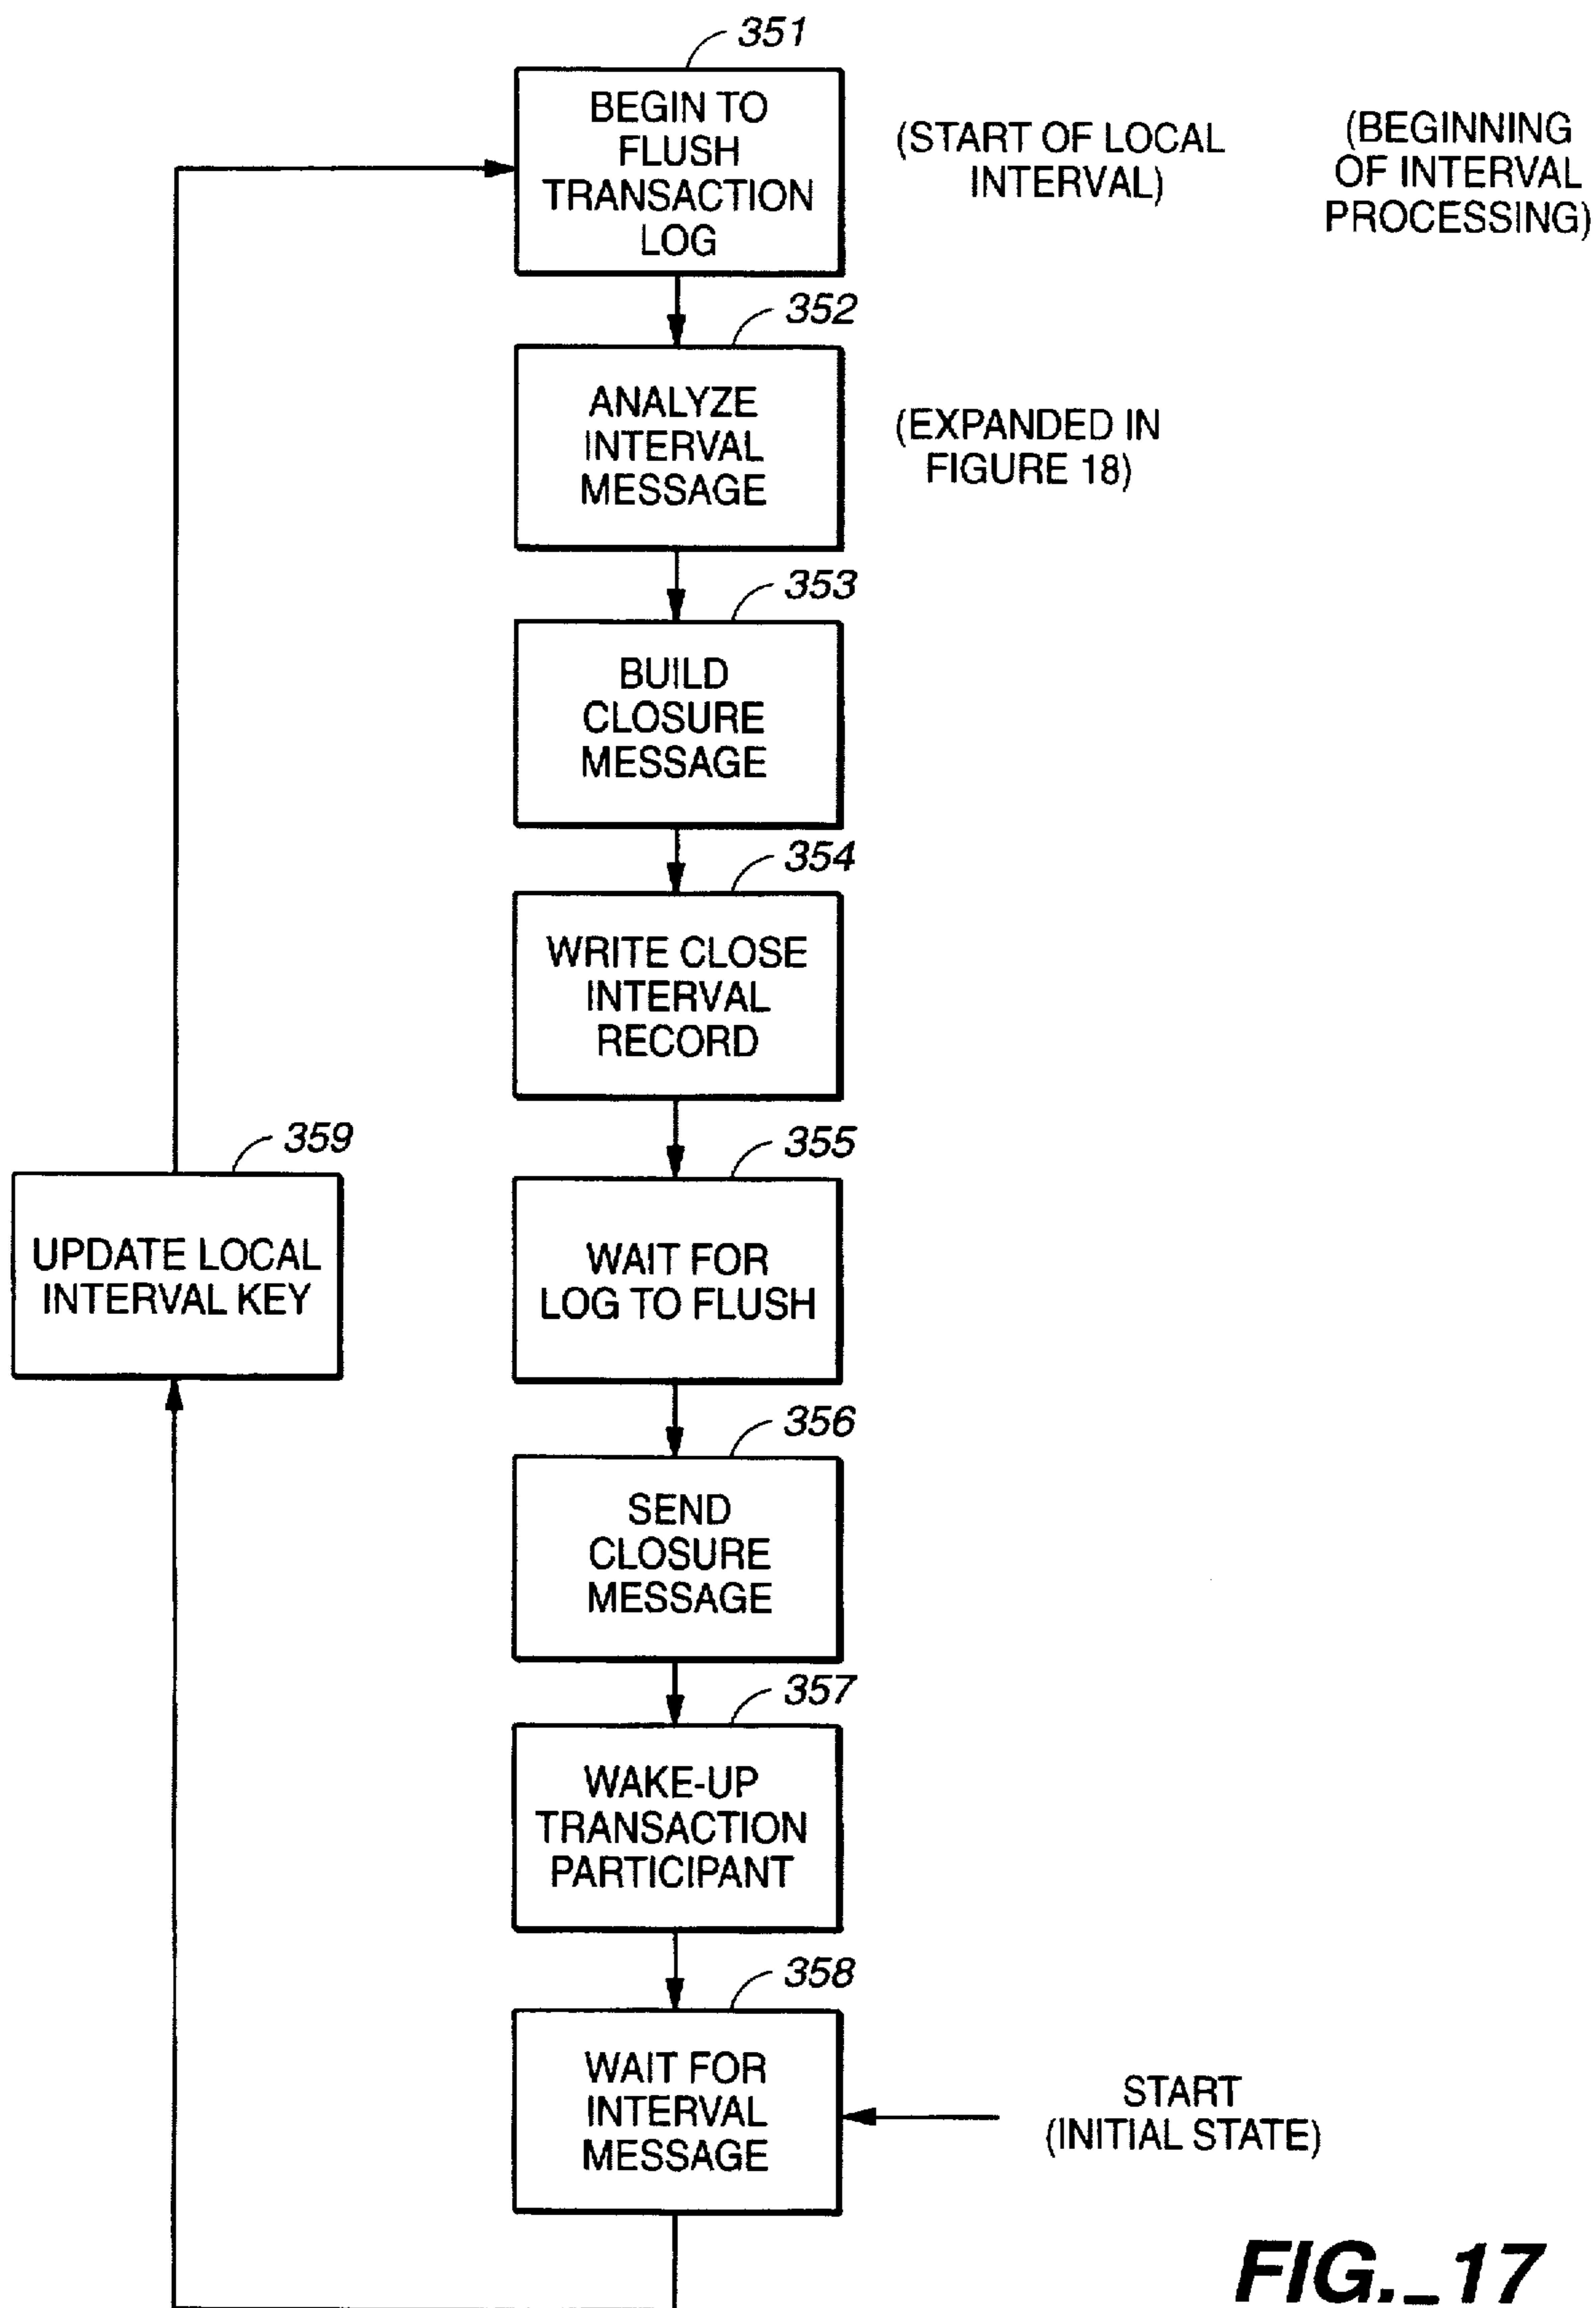 351
BEGIN TO
FLUSH
TRANSACTION
LOG
(START OF LOCAL
INTERVAL)
(BEGINNING
OF INTERVAL
PROCESSING)
352
ANALYZE
INTERVAL
MESSAGE
(EXPANDED IN
FIGURE 18)
353
BUILD
CLOSURE
MESSAGE
354
WRITE CLOSE
INTERVAL
RECORD
359
UPDATE LOCAL
INTERVAL KEY
355
WAIT FOR
LOG TO FLUSH
356
SEND
CLOSURE
MESSAGE
357
WAKE-UP
TRANSACTION
PARTICIPANT
358
WAIT FOR
INTERVAL
MESSAGE
START
(INITIAL STATE)
FIG._17